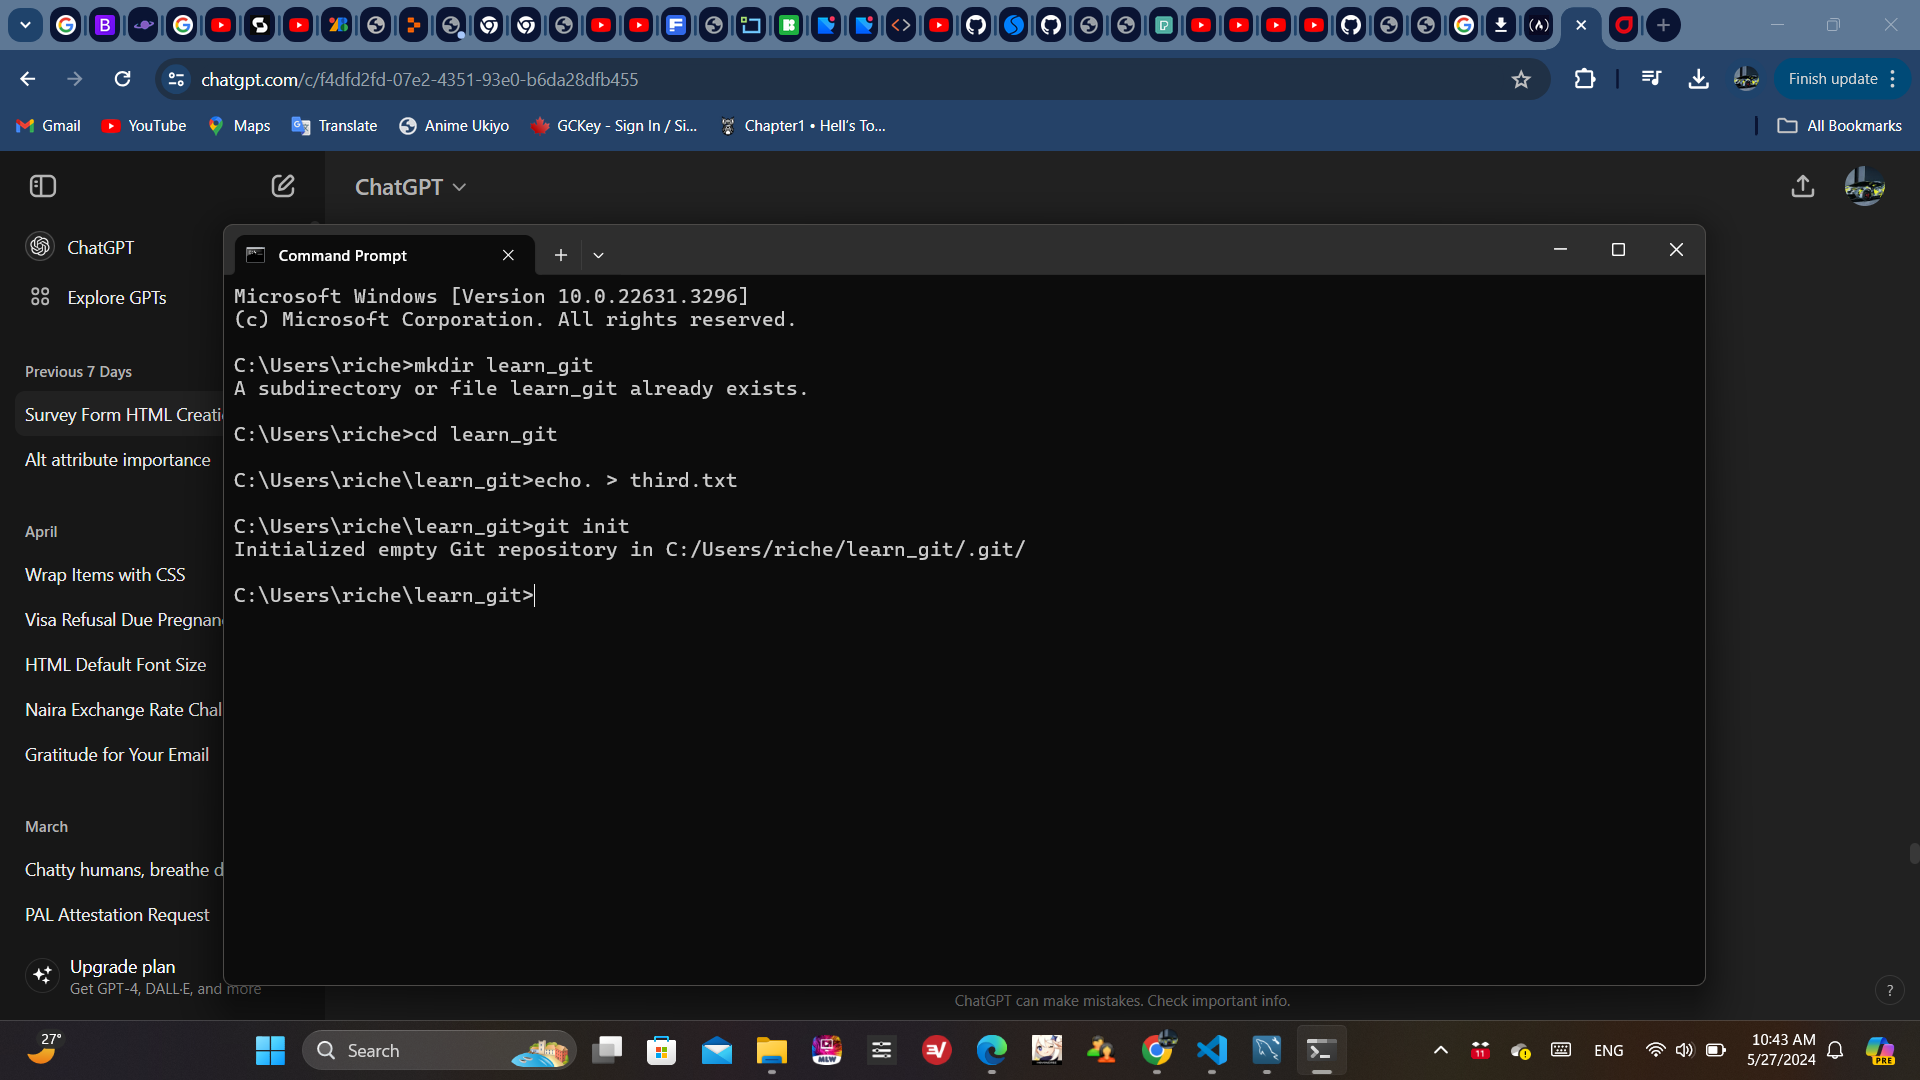 chatgpt.com/c/f4dfd2fd-07e2-4351-93e0-b6da28dfb455
Finish update
Gmail
YouTube
Maps
Translate
Anime Ukiyo
GCKey - Sign In / Si...
Chapter1 • Hell's To...
All Bookmarks
ChatGPT
ChatGPT
Explore GPTs
Previous 7 Days
Survey Form HTML Creati
Alt attribute importance
April
Wrap Items with CSS
Visa Refusal Due Pregnan
HTML Default Font Size
Naira Exchange Rate Chal
Gratitude for Your Email
March
Chatty humans, breathe d
PAL Attestation Request
Upgrade plan
Get GPT-4, DALL·E, and more
Command Prompt
Microsoft Windows [Version 10.0.22631.3296]
(c) Microsoft Corporation. All rights reserved.
C:\Users\riche>mkdir learn_git
A subdirectory or file learn_git already exists.
C:\Users\riche>cd learn_git
C:\Users\riche\learn_git>echo. > third.txt
C:\Users\riche\learn_git>git init
Initialized empty Git repository in C:/Users/riche/learn_git/.git/
C:\Users\riche\learn_git>
ChatGPT can make mistakes. Check important info.
?
27°
Search
MLW
11
ENG
10:43 AM
5/27/2024
PRE